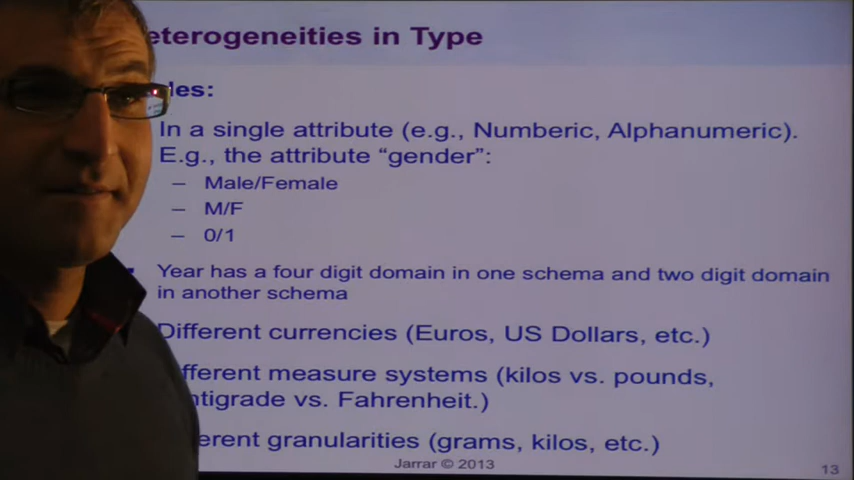 eterogeneities in Type
les:
In a single attribute (e.g., Numberic, Alphanumeric).
E.g., the attribute “gender”:
– Male/Female
– M/F
– 0/1
Year has a four digit domain in one schema and two digit domain
in another schema
Different currencies (Euros, US Dollars, etc.)
fferent measure systems (kilos vs. pounds,
ntigrade vs. Fahrenheit.)
erent granularities (grams, kilos, etc.)
Jarrar © 2013
13